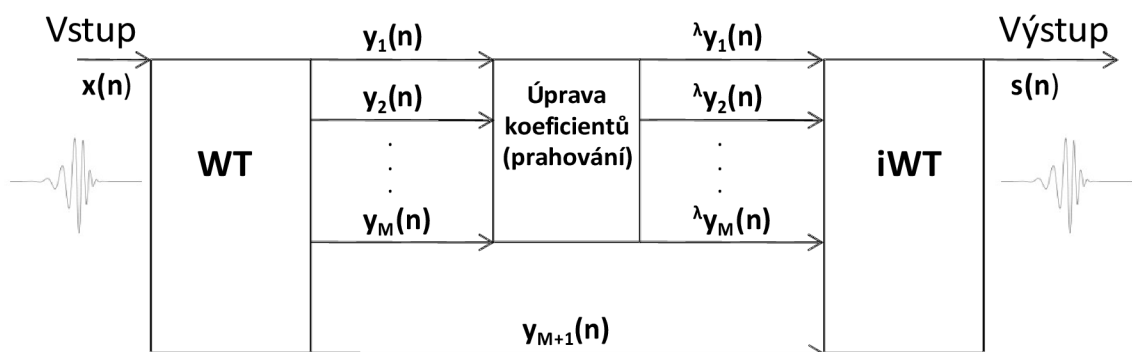 Vstup
Výstup
y1(n)
λy1(n)
x(n)
s(n)
y2(n)
Úprava
koeficientů
(prahování)
λy2(n)
WT
iWT
yM(n)
λyM(n)
yM+1(n)